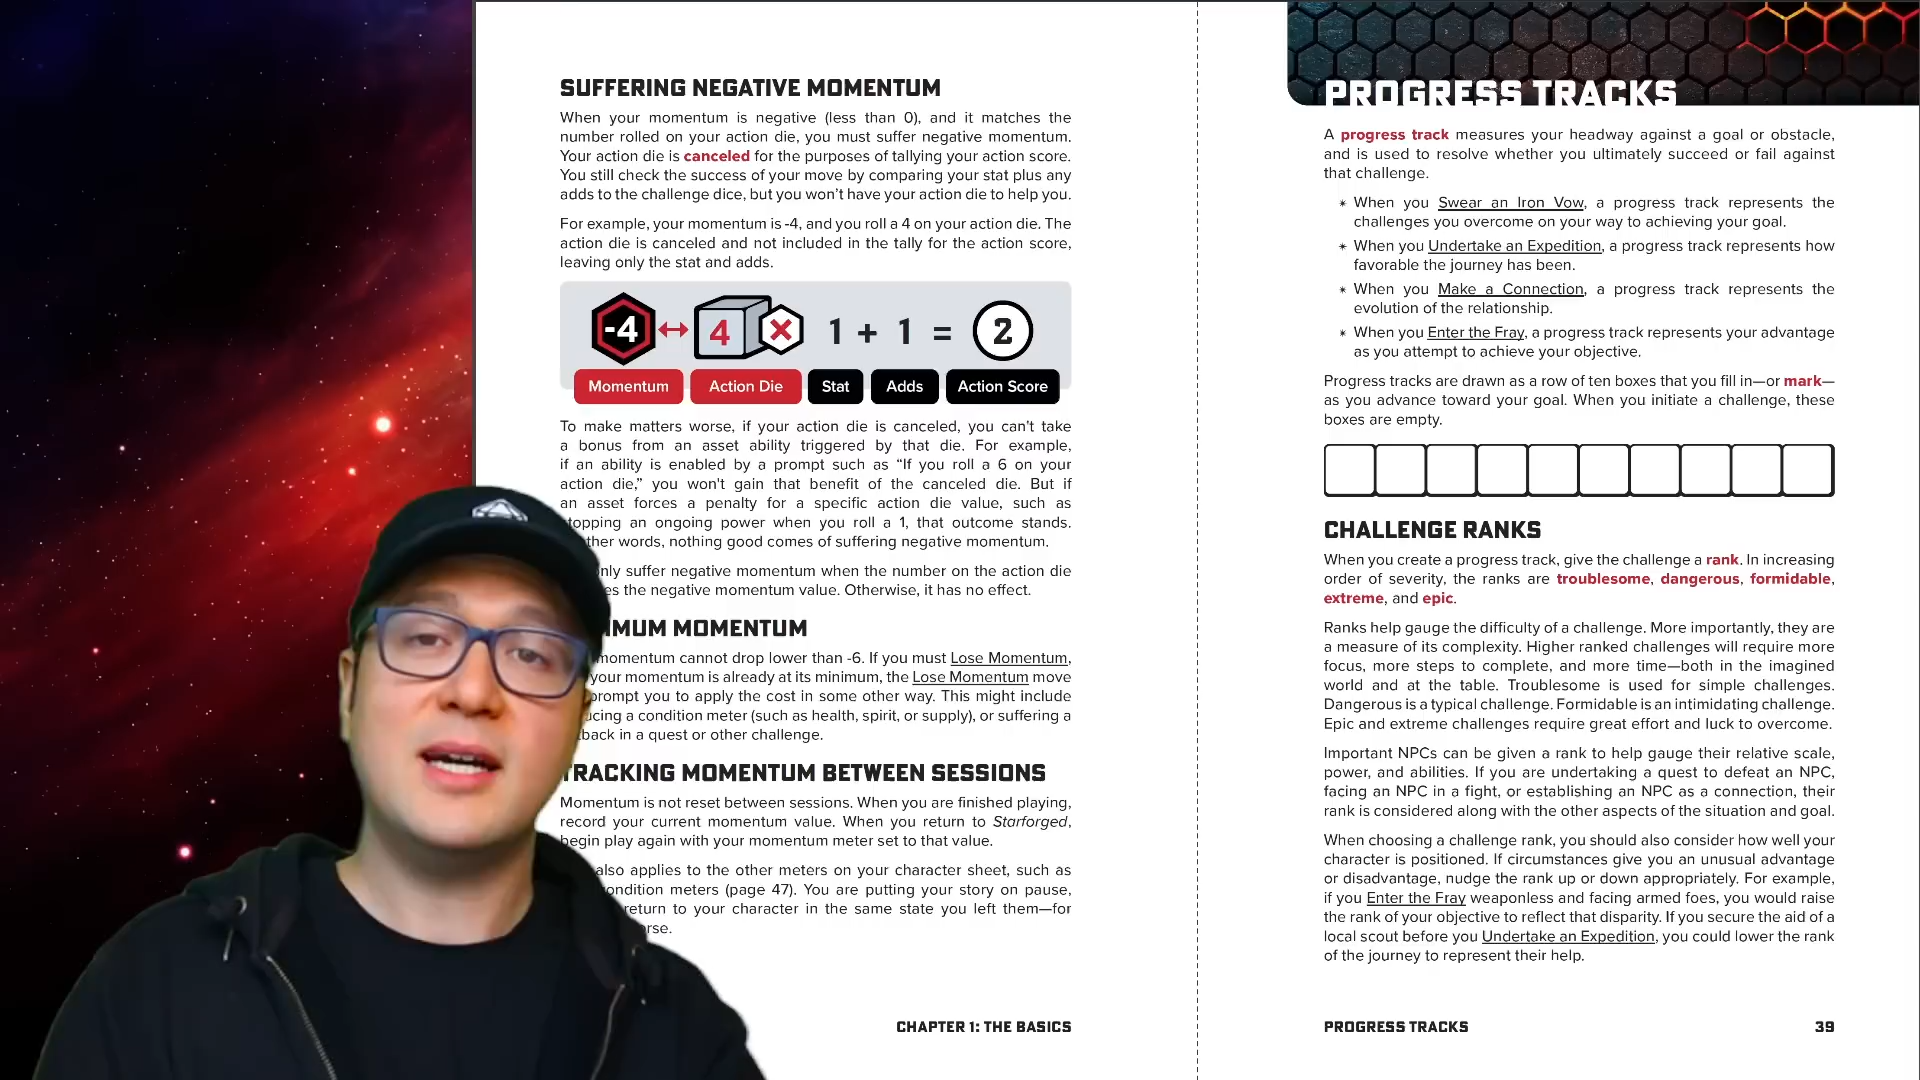 SUFFERING NEGATIVE MOMENTUM
When your momentum is negative (less than 0), and it matches the
number rolled on your action die, you must suffer negative momentum.
Your action die is canceled for the purposes of tallying your action score.
You still check the success of your move by comparing your stat plus any
adds to the challenge dice, but you won't have your action die to help you.
For example, your momentum is -4, and you roll a 4 on your action die. The
action die is canceled and not included in the tally for the action score,
leaving only the stat and adds.
-4 4 1 + 1 = 2
Momentum Action Die Stat Adds Action Score
To make matters worse, if your action die is canceled, you can't take
a bonus from an asset ability triggered by that die. For example,
if an ability is enabled by a prompt such as “If you roll a 6 on your
action die,” you won't gain that benefit of the canceled die. But if
an asset forces a penalty for a specific action die value, such as
topping an ongoing power when you roll a 1, that outcome stands.
ther words, nothing good comes of suffering negative momentum.
nly suffer negative momentum when the number on the action die
es the negative momentum value. Otherwise, it has no effect.
IMUM MOMENTUM
momentum cannot drop lower than -6. If you must Lose Momentum,
your momentum is already at its minimum, the Lose Momentum move
prompt you to apply the cost in some other way. This might include
cing a condition meter (such as health, spirit, or supply), or suffering a
back in a quest or other challenge.
TRACKING MOMENTUM BETWEEN SESSIONS
Momentum is not reset between sessions. When you are finished playing,
record your current momentum value. When you return to Starforged,
begin play again with your momentum meter set to that value.
also applies to the other meters on your character sheet, such as
ondition meters (page 47). You are putting your story on pause,
return to your character in the same state you left them—for
rse.
CHAPTER 1: THE BASICS
PROGRESS TRACKS
A progress track measures your headway against a goal or obstacle,
and is used to resolve whether you ultimately succeed or fail against
that challenge.
* When you Swear an Iron Vow, a progress track represents the
challenges you overcome on your way to achieving your goal.
* When you Undertake an Expedition, a progress track represents how
favorable the journey has been.
* When you Make a Connection, a progress track represents the
evolution of the relationship.
* When you Enter the Fray, a progress track represents your advantage
as you attempt to achieve your objective.
Progress tracks are drawn as a row of ten boxes that you fill in—or mark—
as you advance toward your goal. When you initiate a challenge, these
boxes are empty.
CHALLENGE RANKS
When you create a progress track, give the challenge a rank. In increasing
order of severity, the ranks are troublesome, dangerous, formidable,
extreme, and epic.
Ranks help gauge the difficulty of a challenge. More importantly, they are
a measure of its complexity. Higher ranked challenges will require more
focus, more steps to complete, and more time—both in the imagined
world and at the table. Troublesome is used for simple challenges.
Dangerous is a typical challenge. Formidable is an intimidating challenge.
Epic and extreme challenges require great effort and luck to overcome.
Important NPCs can be given a rank to help gauge their relative scale,
power, and abilities. If you are undertaking a quest to defeat an NPC,
facing an NPC in a fight, or establishing an NPC as a connection, their
rank is considered along with the other aspects of the situation and goal.
When choosing a challenge rank, you should also consider how well your
character is positioned. If circumstances give you an unusual advantage
or disadvantage, nudge the rank up or down appropriately. For example,
if you Enter the Fray weaponless and facing armed foes, you would raise
the rank of your objective to reflect that disparity. If you secure the aid of a
local scout before you Undertake an Expedition, you could lower the rank
of the journey to represent their help.
PROGRESS TRACKS 39